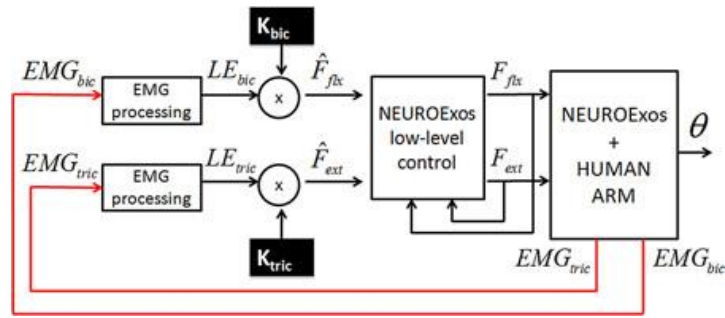 K_bic
EMG_bic
EMG
processing
LE_bic
x
F̂_flx
NEUROExos
low-level
control
F_flx
NEUROExos
+
HUMAN
ARM
θ
EMG_tric
EMG
processing
LE_tric
x
F̂_ext
F_ext
K_tric
EMG_tric
EMG_bic